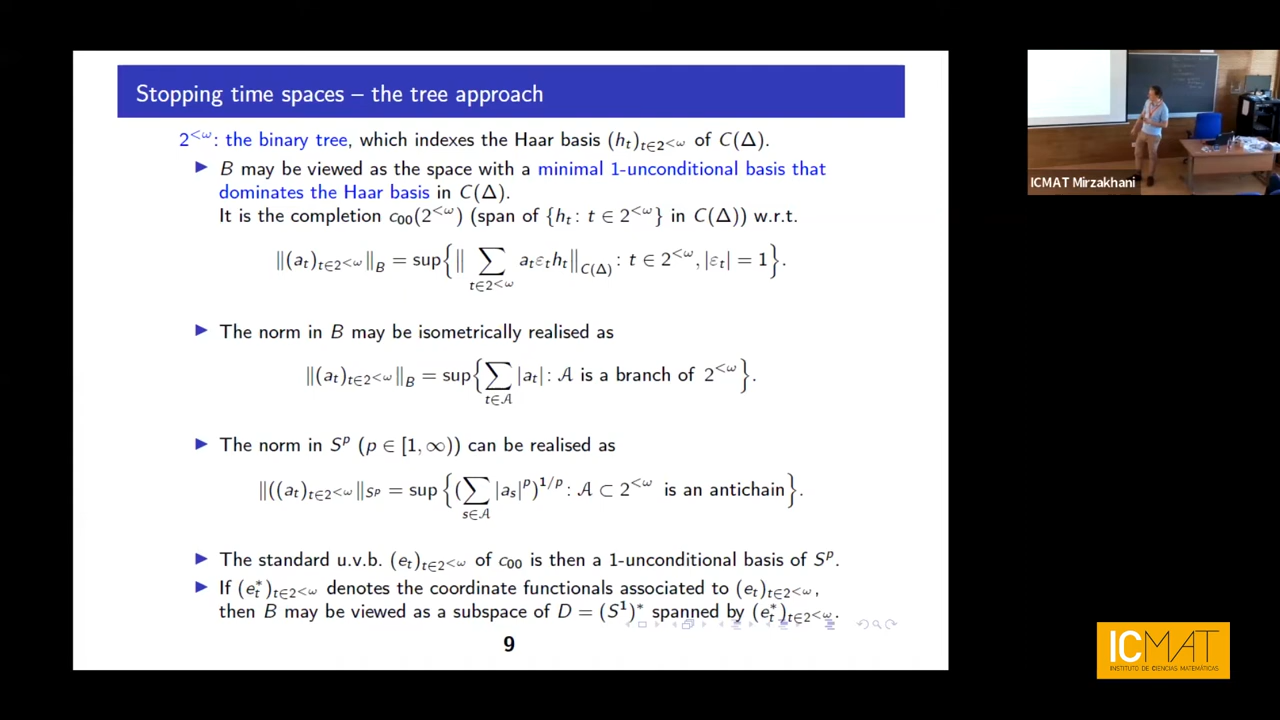 Stopping time spaces – the tree approach
2^{<ω}: the binary tree, which indexes the Haar basis (h_t)_{t∈2^{<ω}} of C(Δ).
▶ B may be viewed as the space with a minimal 1-unconditional basis that
dominates the Haar basis in C(Δ).
It is the completion c_{00}(2^{<ω}) (span of {h_t : t ∈ 2^{<ω}} in C(Δ)) w.r.t.
‖(a_t)_{t∈2^{<ω}}‖_B = sup{‖ ∑_{t∈2^{<ω}} a_t ε_t h_t ‖_{C(Δ)} : t ∈ 2^{<ω}, |ε_t| = 1}.
▶ The norm in B may be isometrically realised as
‖(a_t)_{t∈2^{<ω}}‖_B = sup{ ∑_{t∈𝒜} |a_t| : 𝒜 is a branch of 2^{<ω} }.
▶ The norm in S^p (p ∈ [1, ∞)) can be realised as
‖((a_t)_{t∈2^{<ω}}‖_{S^p} = sup { (∑_{s∈𝒜} |a_s|^p)^{1/p} : 𝒜 ⊂ 2^{<ω} is an antichain }.
▶ The standard u.v.b. (e_t)_{t∈2^{<ω}} of c_{00} is then a 1-unconditional basis of S^p.
▶ If (e_t^*)_{t∈2^{<ω}} denotes the coordinate functionals associated to (e_t)_{t∈2^{<ω}},
then B may be viewed as a subspace of D = (S^1)^* spanned by (e_t^*)_{t∈2^{<ω}}.
9
ICMAT Mirzakhani
ICMAT
INSTITUTO DE CIENCIAS MATEMÁTICAS